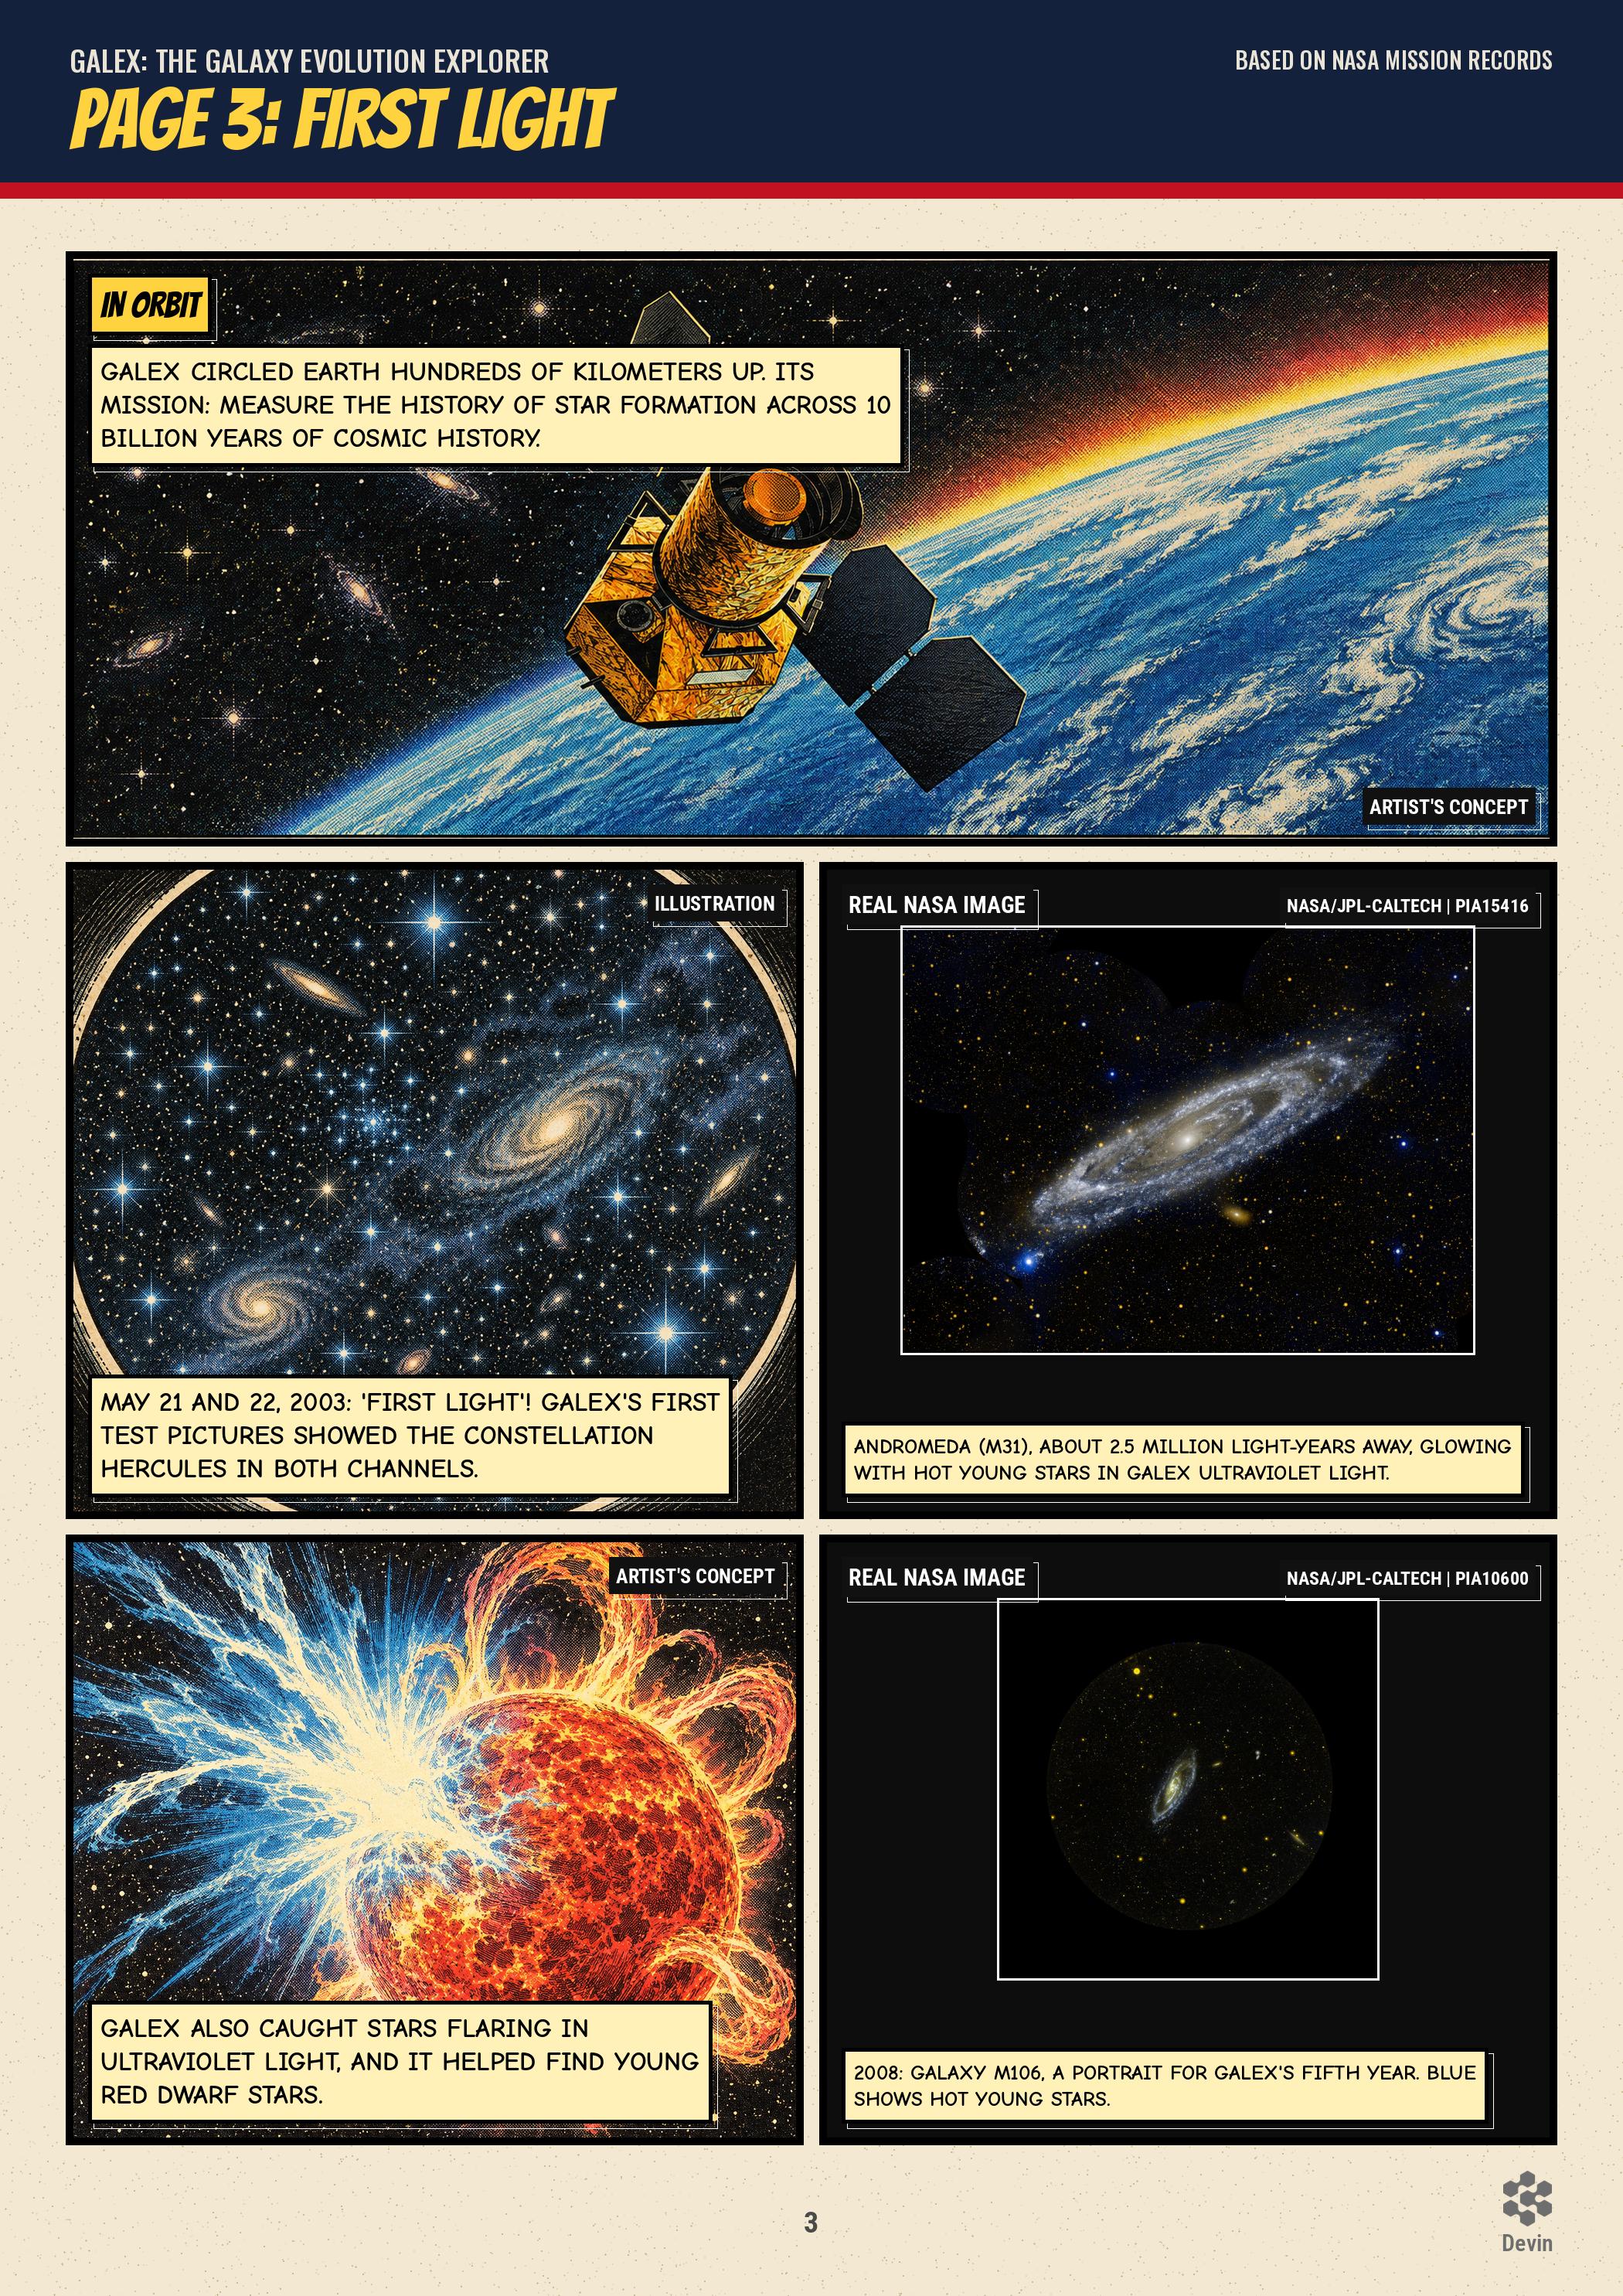 GALEX: THE GALAXY EVOLUTION EXPLORER
BASED ON NASA MISSION RECORDS
PAGE 3: FIRST LIGHT
IN ORBIT
GALEX CIRCLED EARTH HUNDREDS OF KILOMETERS UP. ITS
MISSION: MEASURE THE HISTORY OF STAR FORMATION ACROSS 10
BILLION YEARS OF COSMIC HISTORY.
ARTIST'S CONCEPT
ILLUSTRATION
MAY 21 AND 22, 2003: 'FIRST LIGHT'! GALEX'S FIRST
TEST PICTURES SHOWED THE CONSTELLATION
HERCULES IN BOTH CHANNELS.
REAL NASA IMAGE
NASA/JPL-CALTECH | PIA15416
ANDROMEDA (M31), ABOUT 2.5 MILLION LIGHT-YEARS AWAY, GLOWING
WITH HOT YOUNG STARS IN GALEX ULTRAVIOLET LIGHT.
ARTIST'S CONCEPT
GALEX ALSO CAUGHT STARS FLARING IN
ULTRAVIOLET LIGHT, AND IT HELPED FIND YOUNG
RED DWARF STARS.
REAL NASA IMAGE
NASA/JPL-CALTECH | PIA10600
2008: GALAXY M106, A PORTRAIT FOR GALEX'S FIFTH YEAR. BLUE
SHOWS HOT YOUNG STARS.
3
Devin